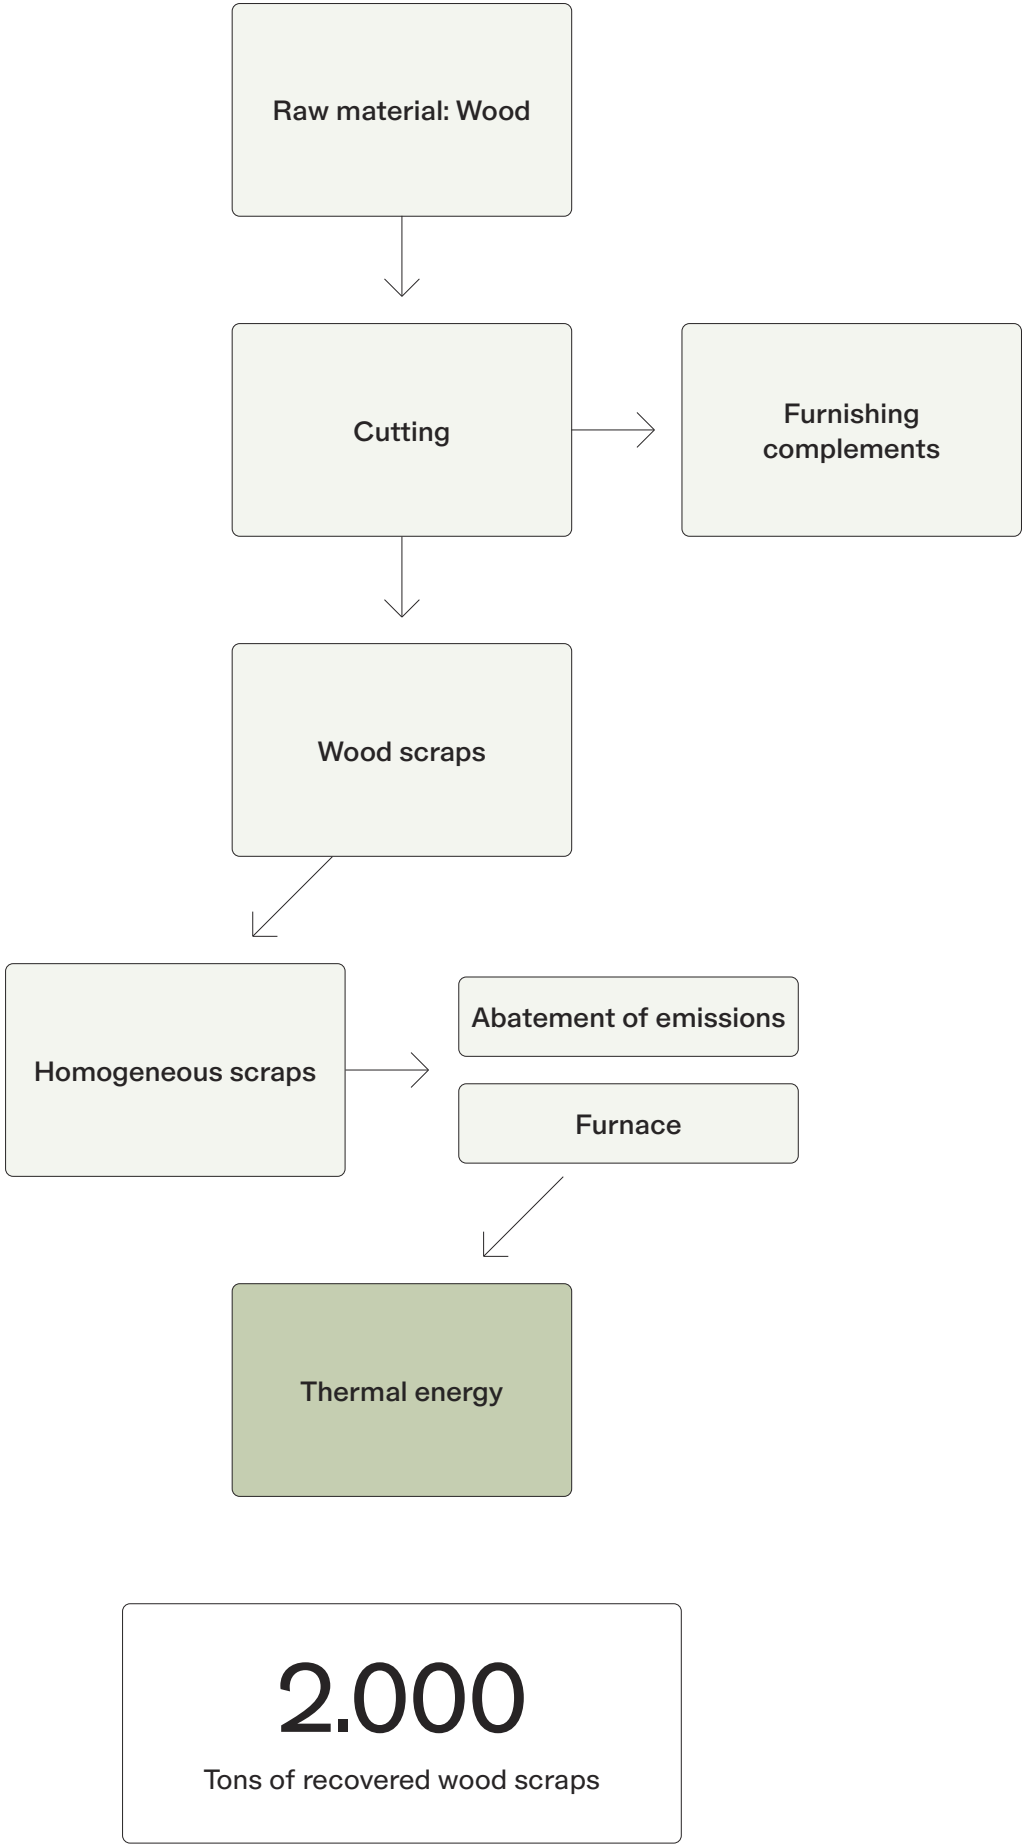 Raw material: Wood
Cutting
Furnishing
complements
Wood scraps
Homogeneous scraps
Abatement of emissions
Furnace
Thermal energy
2.000
Tons of recovered wood scraps